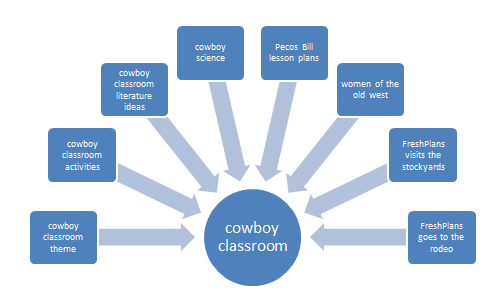 cowboy
science
Pecos Bill
lesson plans
cowboy
classroom
literature
ideas
women of the
old west
cowboy
classroom
activities
FreshPlans
visits the
stockyards
cowboy
classroom
theme
cowboy
classroom
FreshPlans
goes to the
rodeo